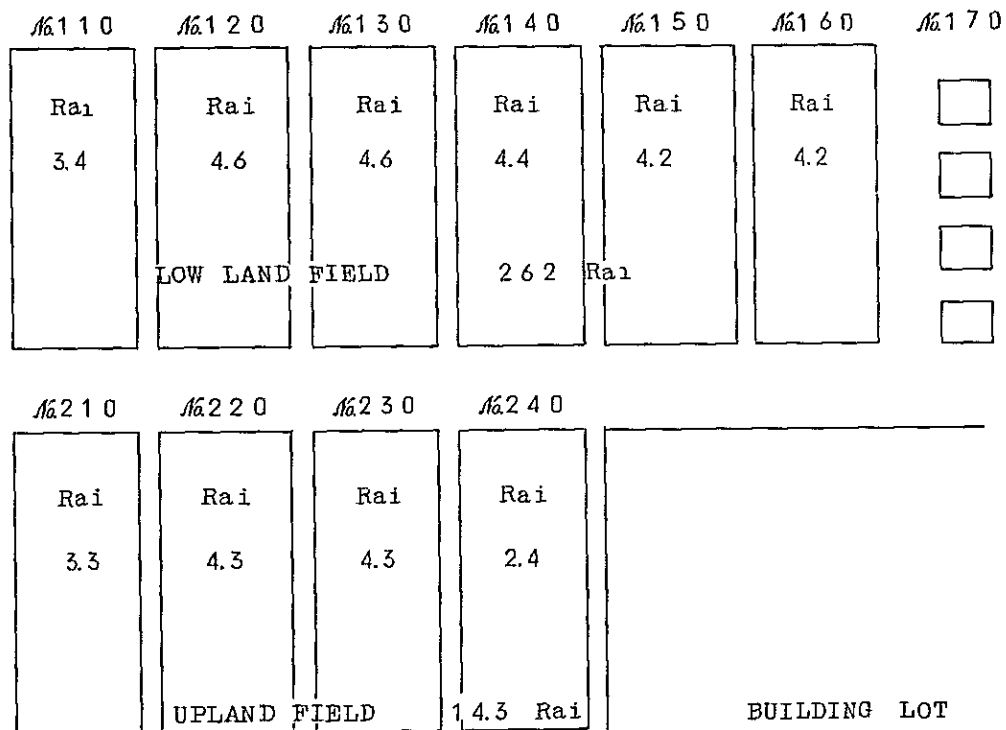 №110 №120 №130 №140 №150 №160 №170
Rai Rai Rai Rai Rai Rai
3.4 4.6 4.6 4.4 4.2 4.2
LOW LAND FIELD 262 Rai
№210 №220 №230 №240
Rai Rai Rai Rai
3.3 4.3 4.3 2.4
UPLAND FIELD 14.3 Rai BUILDING LOT